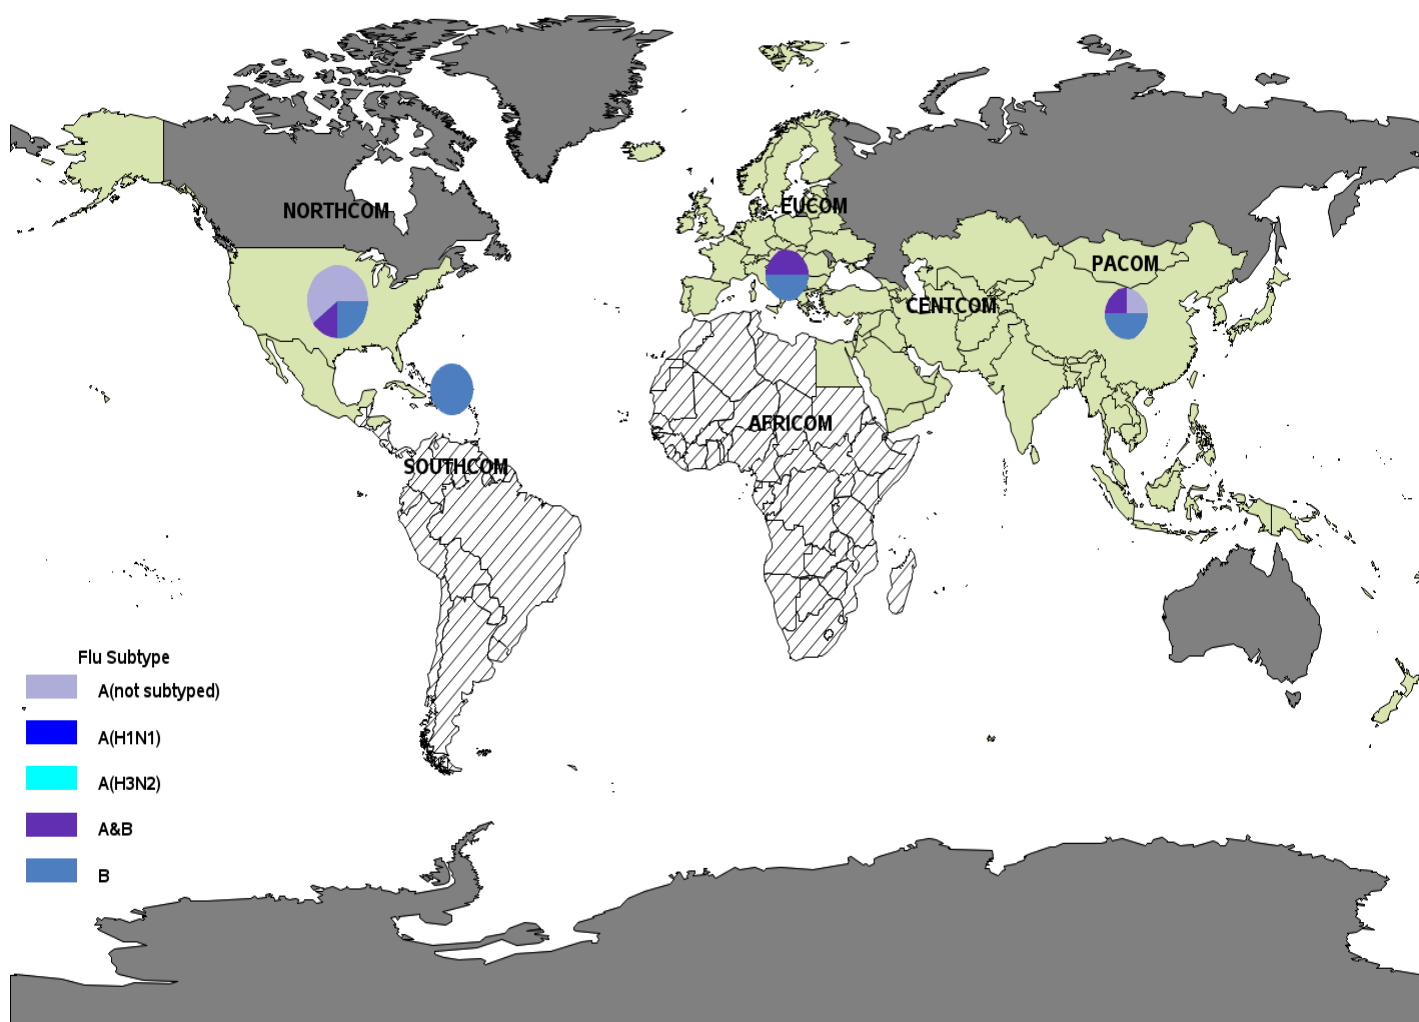 NORTHCOM
EUCOM
PACOM
CENTCOM
AFRICOM
SOUTHCOM
Flu Subtype
A(not subtyped)
A(H1N1)
A(H3N2)
A&B
B